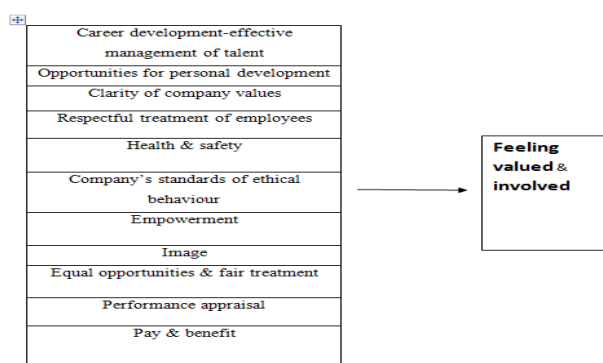 Career development-effective
management of talent
Opportunities for personal development
Clarity of company values
Respectful treatment of employees
Health & safety
Company's standards of ethical
behaviour
Empowerment
Image
Equal opportunities & fair treatment
Performance appraisal
Pay & benefit
Feeling
valued &
involved